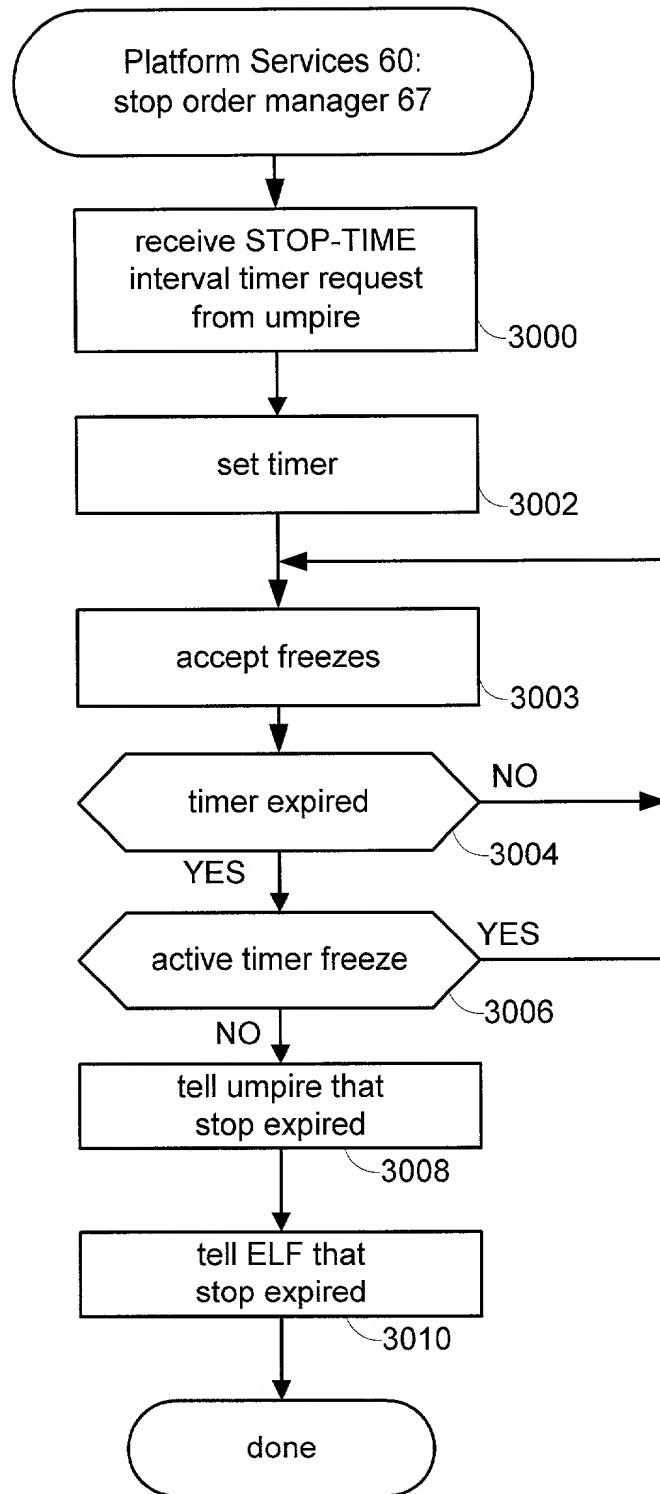 Platform Services 60:
stop order manager 67
receive STOP-TIME
interval timer request
from umpire
3000
set timer
3002
accept freezes
3003
timer expired
NO
3004
YES
active timer freeze
YES
3006
NO
tell umpire that
stop expired
3008
tell ELF that
stop expired
3010
done